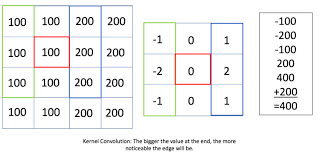 100 100 200 200
100 100 200 200
100 100 200 200
100 100 200 200
-1 0 1
-2 0 2
-1 0 1
-100
-200
-100
200
400
+200
=400
Kernel Convolution: The bigger the value at the end, the more
noticeable the edge will be.